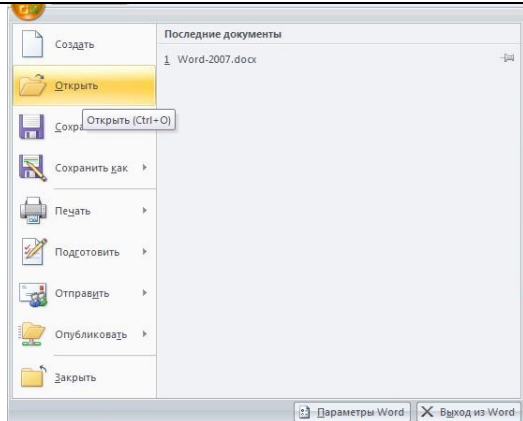 Создать
Открыть
Открыть (Ctrl+O)
Сохра
Сохранить как
Печать
Подготовить
Отправить
Опубликовать
Закрыть
Последние документы
1 Word-2007.docx
Параметры Word
Выход из Word